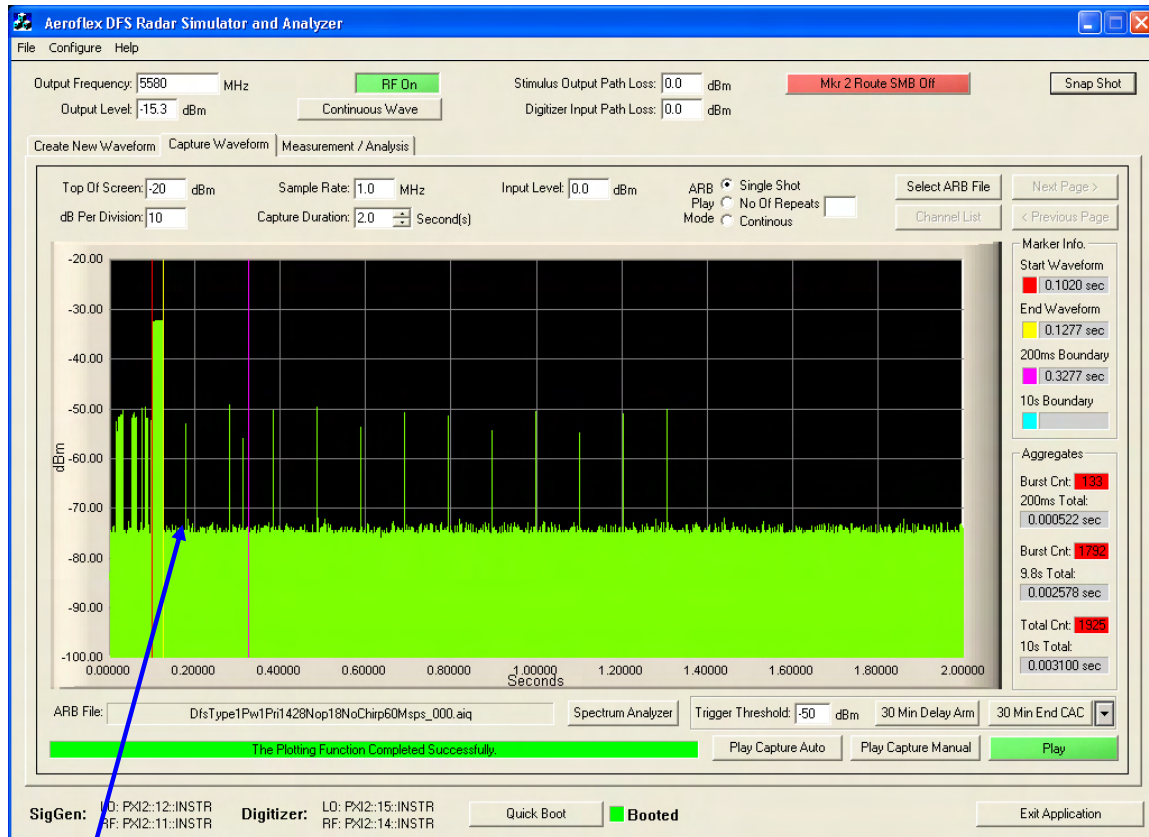 Aeroflex DFS Radar Simulator and Analyzer
File Configure Help
Output Frequency: 5580 MHz RF On Stimulus Output Path Loss: 0.0 dBm Mkr 2 Route SMB Off Snap Shot
Output Level: -15.3 dBm Continuous Wave Digitizer Input Path Loss: 0.0 dBm
Create New Waveform Capture Waveform Measurement / Analysis
Top Of Screen: -20 dBm Sample Rate: 1.0 MHz Input Level: 0.0 dBm ARB Play Mode Single Shot Select ARB File Next Page >
No Of Repeats
dB Per Division: 10 Capture Duration: 2.0 Second(s) Continous Channel List < Previous Page
-20.00
-30.00
-40.00
-50.00
-60.00
-70.00
-80.00
-90.00
-100.00
dBm
0.00000 0.20000 0.40000 0.60000 0.80000 1.00000 1.20000 1.40000 1.60000 1.80000 2.00000
Seconds
Marker Info.
Start Waveform
0.1020 sec
End Waveform
0.1277 sec
200ms Boundary
0.3277 sec
10s Boundary
Aggregates
Burst Cnt: 133
200ms Total:
0.000522 sec
Burst Cnt: 1792
9.8s Total:
0.002578 sec
Total Cnt: 1925
10s Total:
0.003100 sec
ARB File: DfsType1Pw1Pri1428Nop18NoChirp60Msps_000.aiq Spectrum Analyzer Trigger Threshold: -50 dBm 30 Min Delay Arm 30 Min End CAC
The Plotting Function Completed Successfully. Play Capture Auto Play Capture Manual Play
SigGen: LO: PXI2::12::INSTR Digitizer: LO: PXI2::15::INSTR Quick Boot Booted Exit Application
RF: PXI2::11::INSTR RF: PXI2::14::INSTR